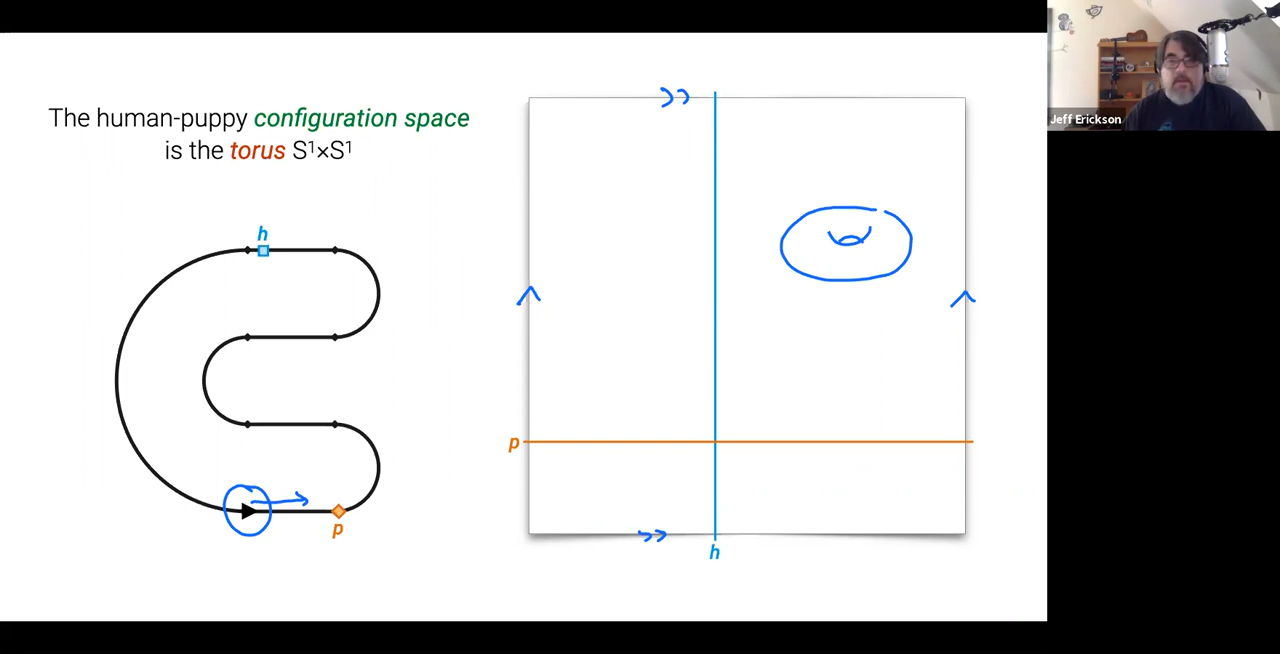 The human-puppy configuration space
is the torus S¹×S¹
h
p
p
h
Jeff Erickson